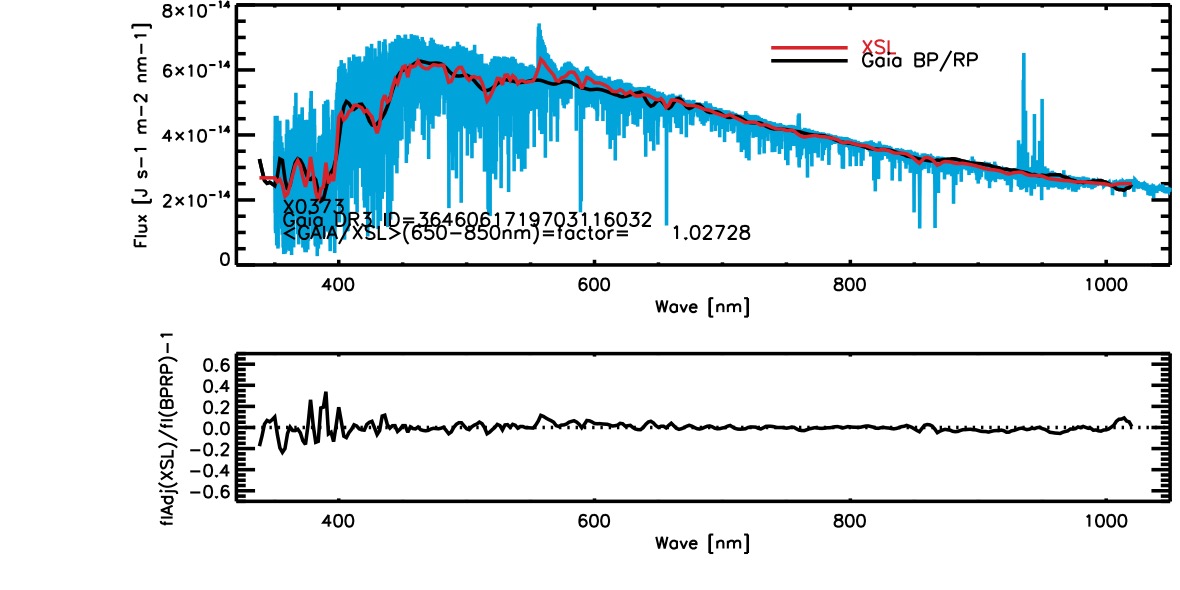 8×10−14
6×10−14
4×10−14
2×10−14
0
Flux [J s−1 m−2 nm−1]
XSL
Gaia BP/RP
X0373
Gaia DR3 ID=3646061719703116032
<GAIA/XSL>(650−850nm)=factor= 1.02728
400 600 800 1000
Wave [nm]
0.6
0.4
0.2
0.0
−0.2
−0.4
−0.6
flAdj(XSL)/fl(BPRP)−1
400 600 800 1000
Wave [nm]